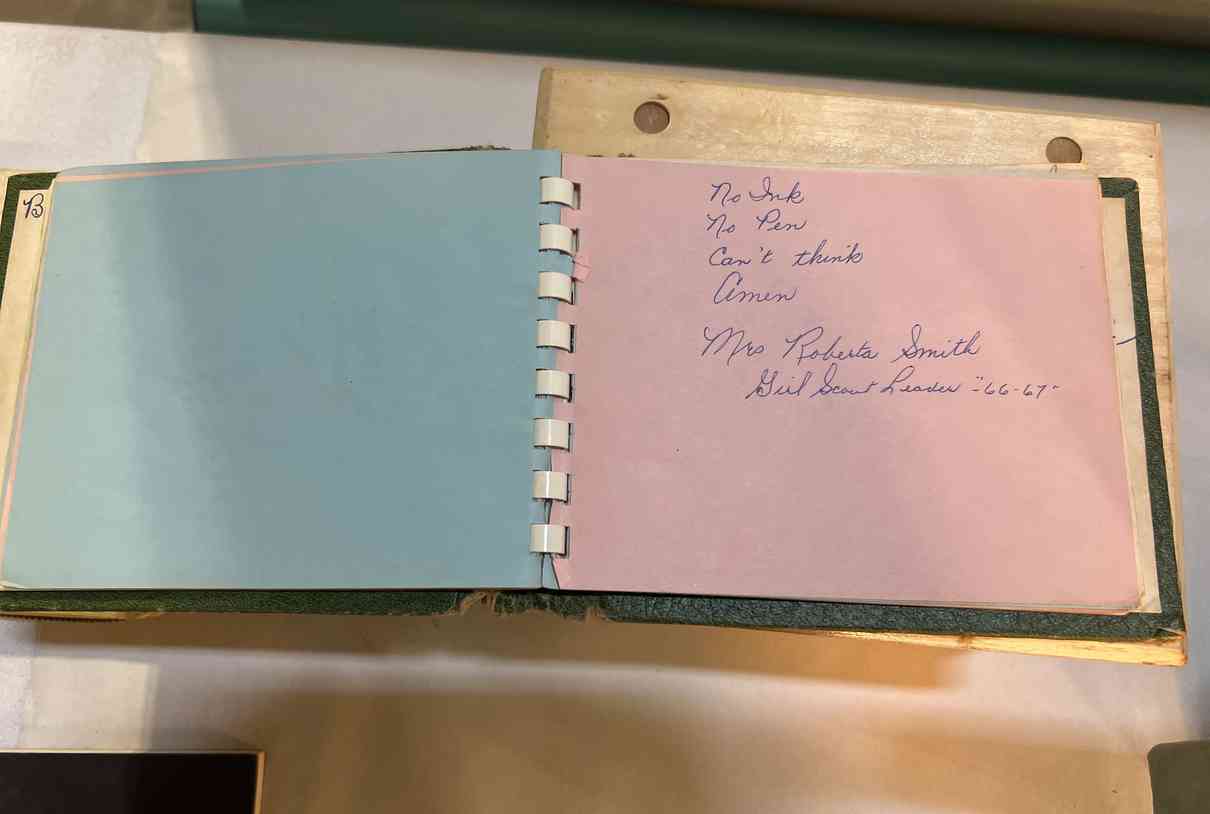 B
No Ink
No Pen
Can't think
Amen
Mrs Roberta Smith
Girl Scout Leader "66-67"